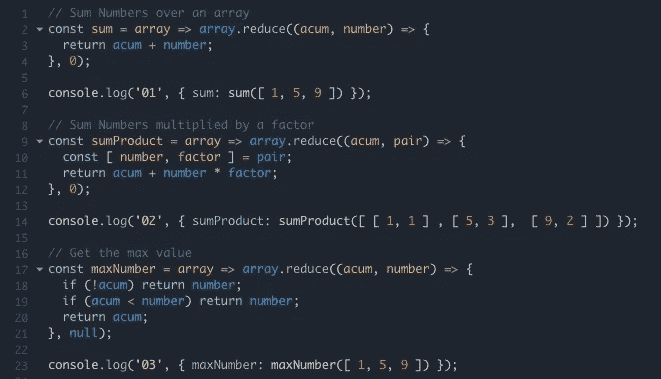 1 // Sum Numbers over an array
2 const sum = array => array.reduce((acum, number) => {
3 return acum + number;
4 }, 0);
5
6 console.log('01', { sum: sum([ 1, 5, 9 ]) });
7
8 // Sum Numbers multiplied by a factor
9 const sumProduct = array => array.reduce((acum, pair) => {
10 const [ number, factor ] = pair;
11 return acum + number * factor;
12 }, 0);
13
14 console.log('02', { sumProduct: sumProduct([ [ 1, 1 ] , [ 5, 3 ], [ 9, 2 ] ]) });
15
16 // Get the max value
17 const maxNumber = array => array.reduce((acum, number) => {
18 if (!acum) return number;
19 if (acum < number) return number;
20 return acum;
21 }, null);
22
23 console.log('03', { maxNumber: maxNumber([ 1, 5, 9 ]) });